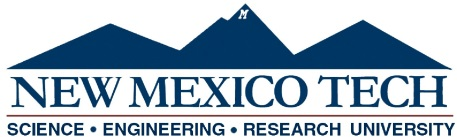 M
NEW MEXICO TECH
SCIENCE • ENGINEERING • RESEARCH UNIVERSITY